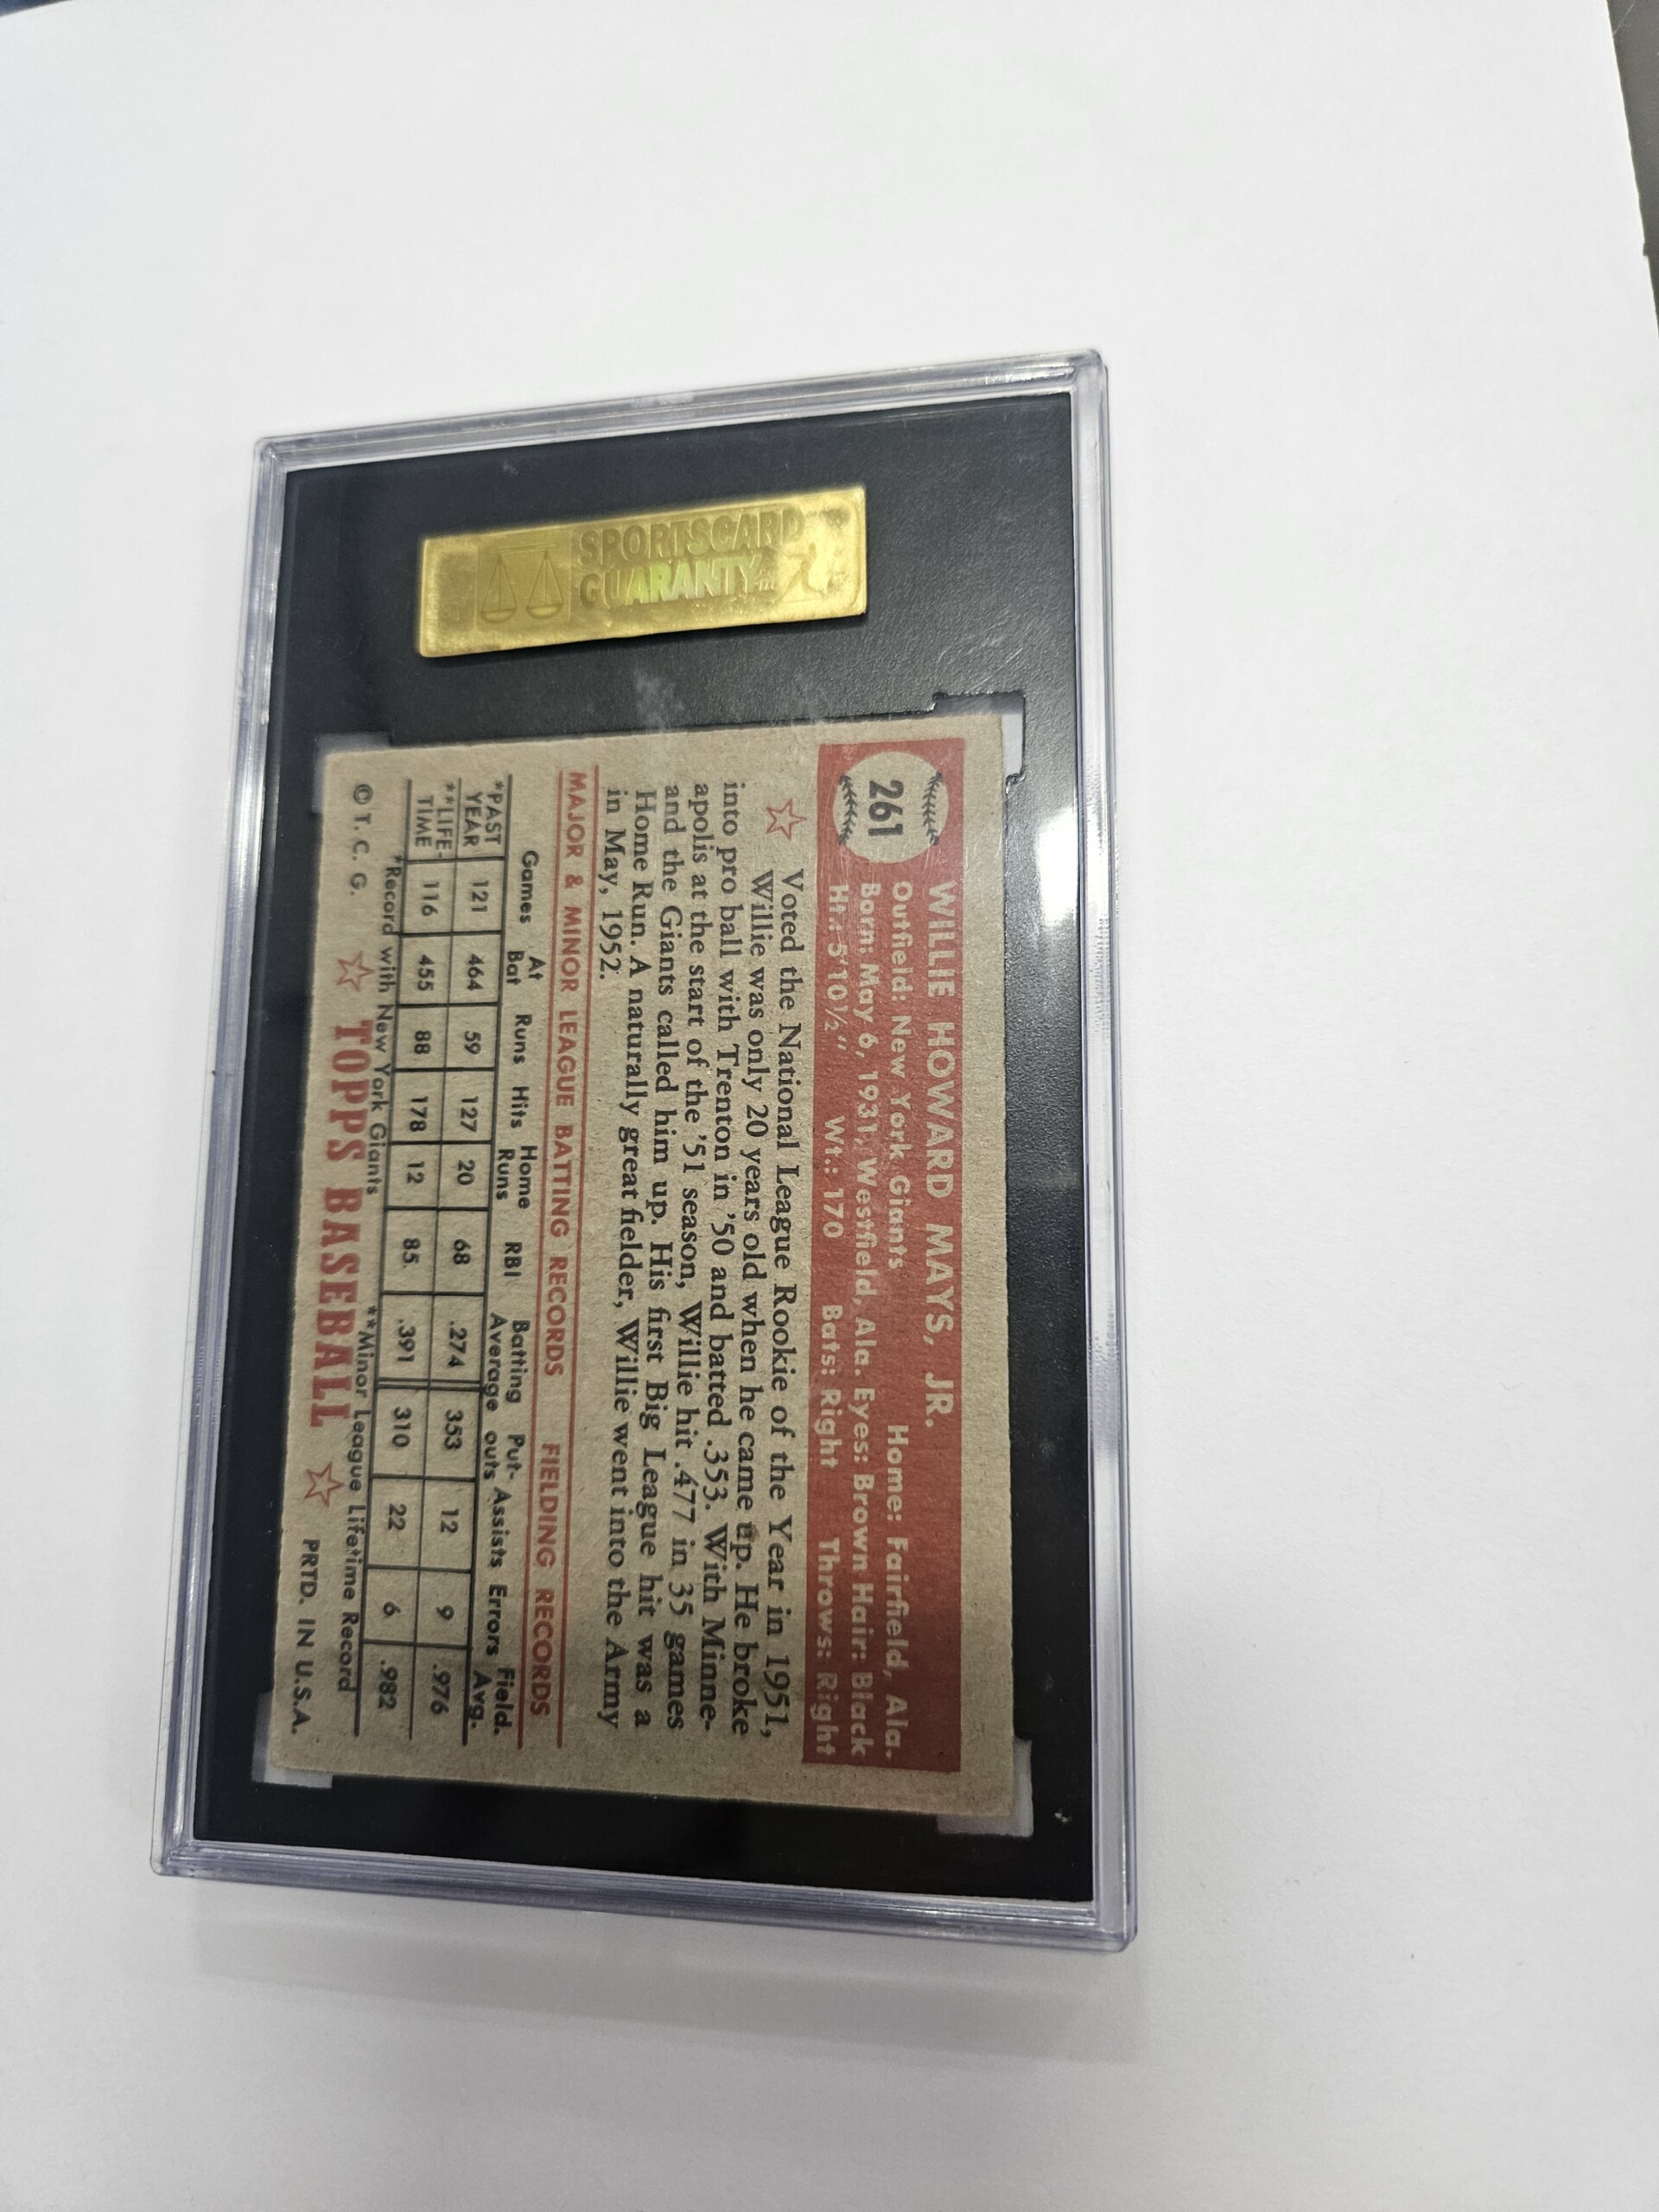 SPORTSCARD
GUARANTY
261
WILLIE HOWARD MAYS, JR.
Outfield: New York Giants Home: Fairfield, Ala.
Born: May 6, 1931, Westfield, Ala. Eyes: Brown Hair: Black
Ht.: 5'10½" Wt.: 170 Bats: Right Throws: Right
Voted the National League Rookie of the Year in 1951,
Willie was only 20 years old when he came up. He broke
into pro ball with Trenton in '50 and batted .353. With Minne-
apolis at the start of the '51 season, Willie hit .477 in 35 games
and the Giants called him up. His first Big League hit was a
Home Run. A naturally great fielder, Willie went into the Army
in May, 1952.
MAJOR & MINOR LEAGUE BATTING RECORDS FIELDING RECORDS
Games At Bat Runs Hits Home Runs RBI Batting Average Put-outs Assists Errors Field. Avg.
*PAST YEAR 121 464 59 127 20 68 .274 353 12 9 .976
**LIFE-TIME 116 455 88 178 12 85 .391 310 22 6 .982
*Record with New York Giants **Minor League Lifetime Record
© T. C. G. TOPPS BASEBALL PRTD. IN U.S.A.